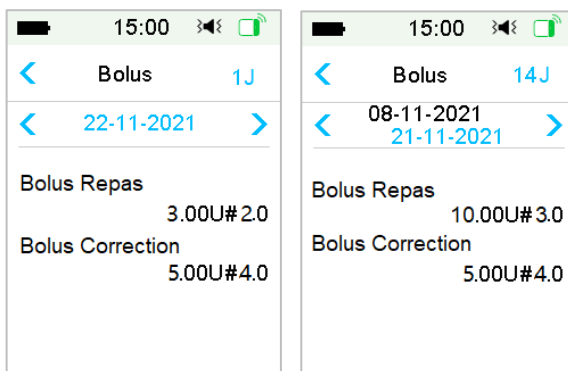 15:00
Bolus 1J
22-11-2021
Bolus Repas
3.00U#2.0
Bolus Correction
5.00U#4.0
15:00
Bolus 14J
08-11-2021
21-11-2021
Bolus Repas
10.00U#3.0
Bolus Correction
5.00U#4.0